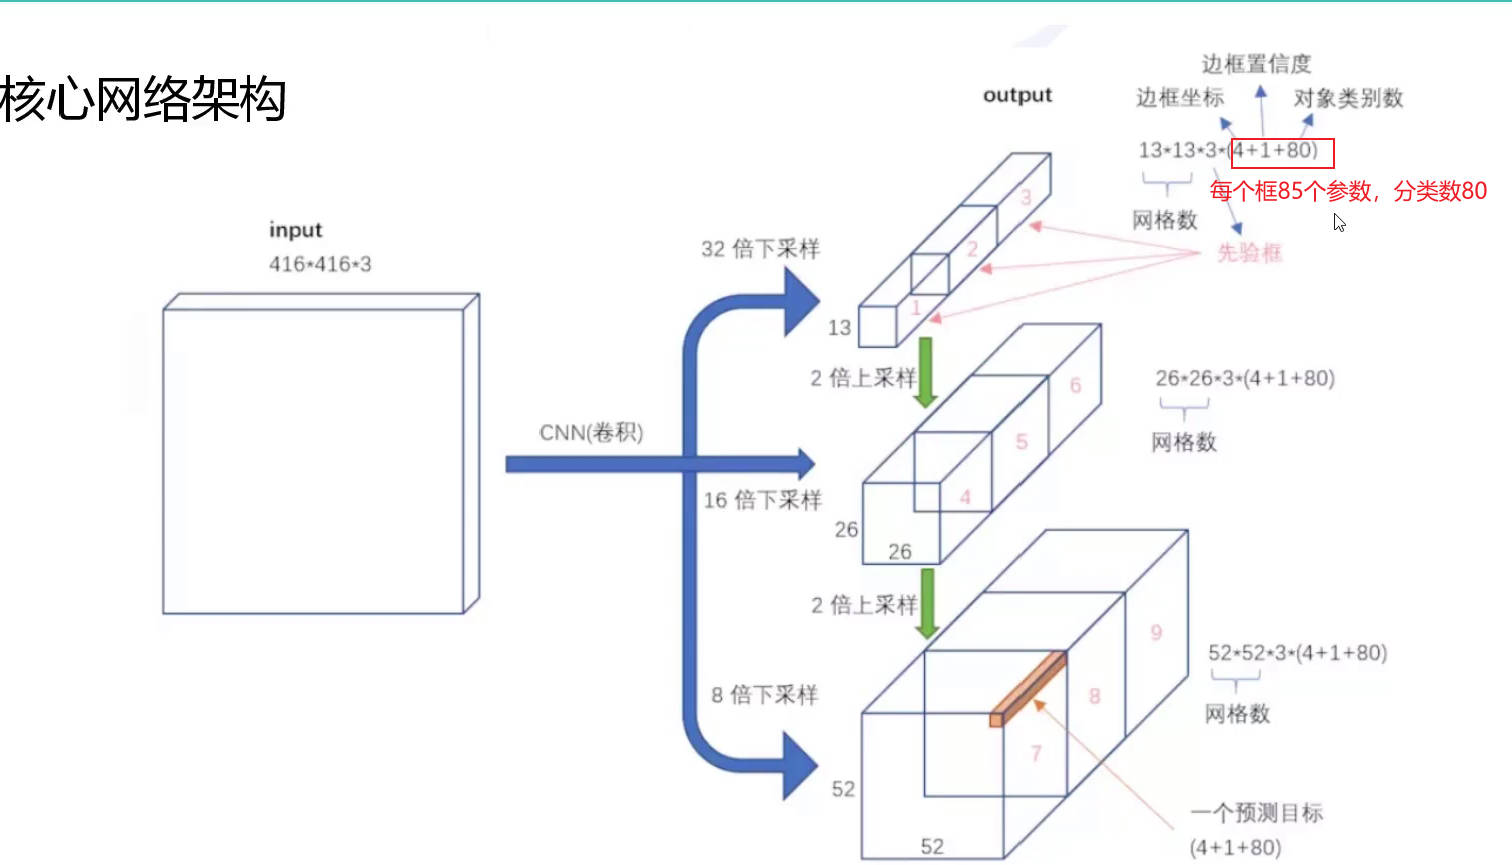 核心网络架构
input
416*416*3
CNN(卷积)
32 倍下采样
16 倍下采样
8 倍下采样
output
边框置信度
边框坐标
对象类别数
13*13*3*(4+1+80)
每个框85个参数，分类数80
网格数
先验框
3
2
1
13
2 倍上采样
6
5
4
26
26
26*26*3*(4+1+80)
网格数
2 倍上采样
9
8
7
52
52
52*52*3*(4+1+80)
网格数
一个预测目标
(4+1+80)